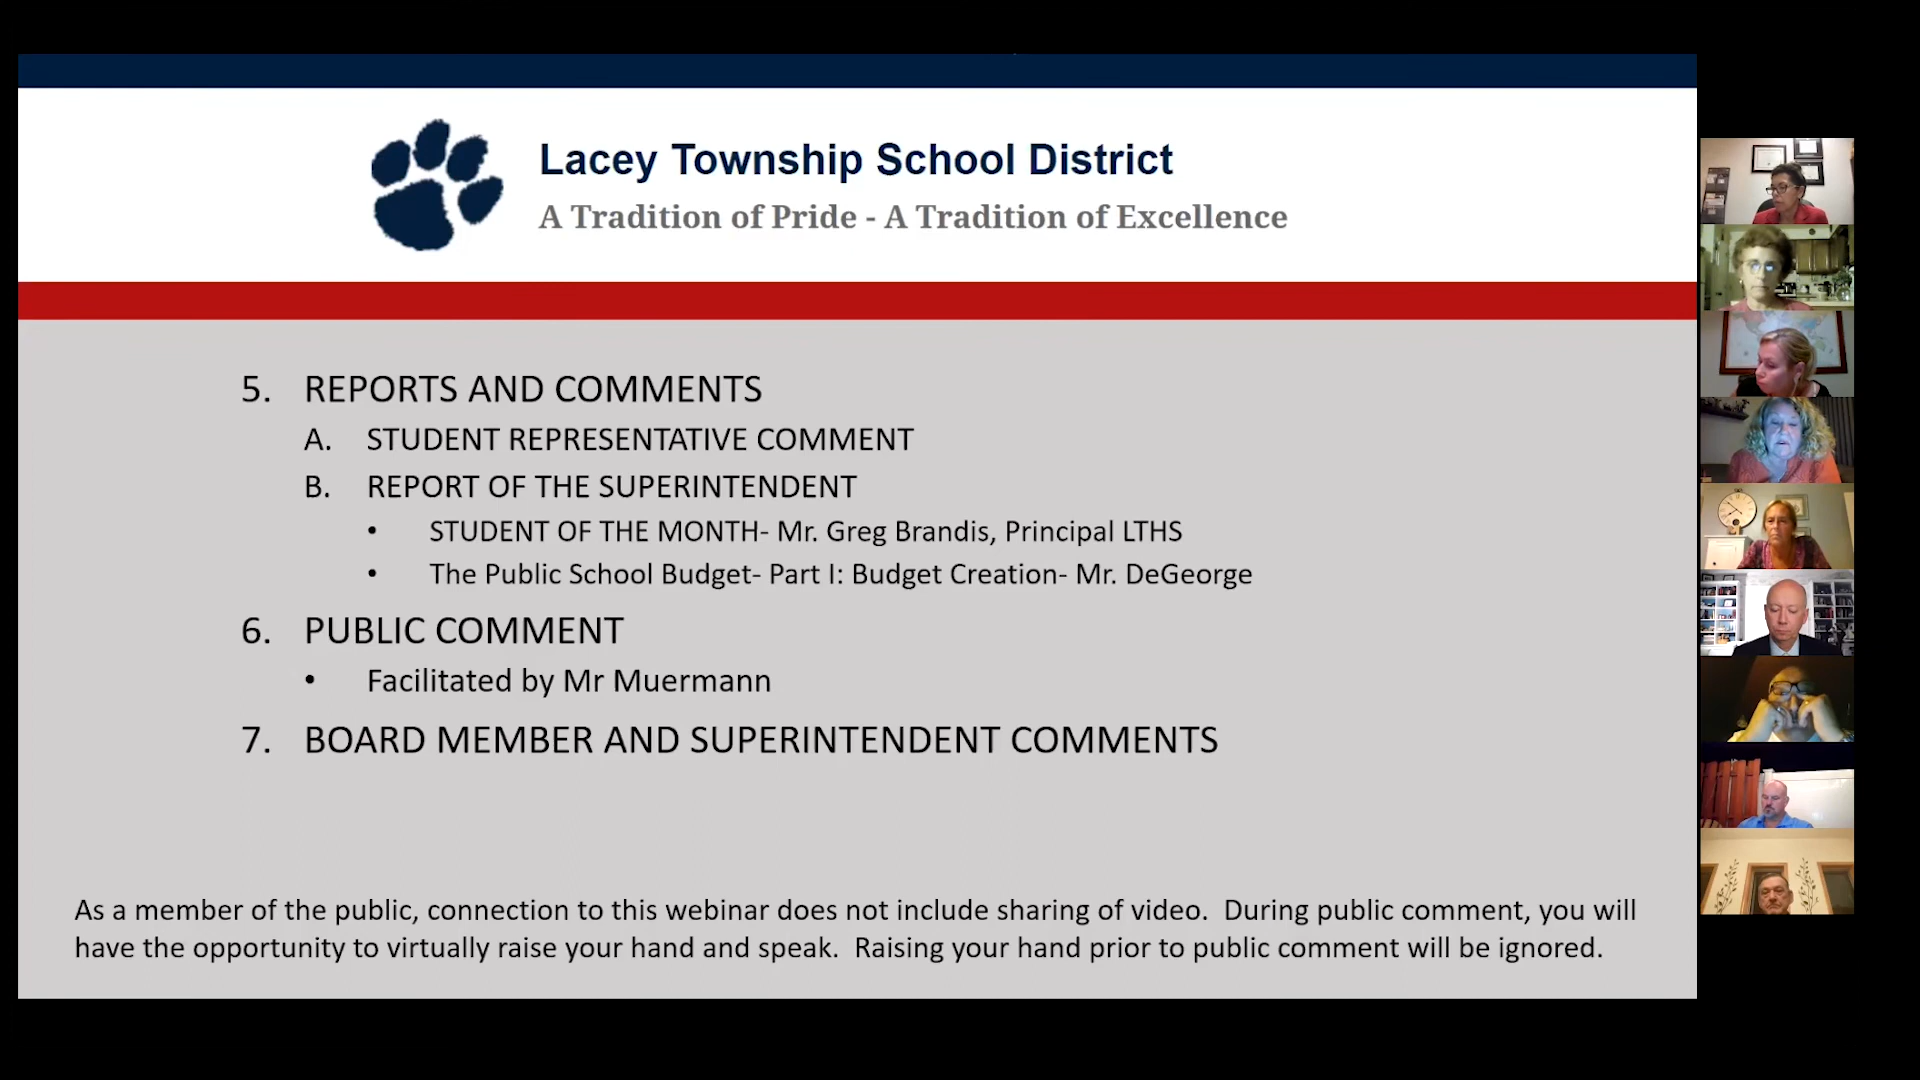 Lacey Township School District
A Tradition of Pride - A Tradition of Excellence
5. REPORTS AND COMMENTS
A. STUDENT REPRESENTATIVE COMMENT
B. REPORT OF THE SUPERINTENDENT
• STUDENT OF THE MONTH- Mr. Greg Brandis, Principal LTHS
• The Public School Budget- Part I: Budget Creation- Mr. DeGeorge
6. PUBLIC COMMENT
• Facilitated by Mr Muermann
7. BOARD MEMBER AND SUPERINTENDENT COMMENTS
As a member of the public, connection to this webinar does not include sharing of video.  During public comment, you will
have the opportunity to virtually raise your hand and speak.  Raising your hand prior to public comment will be ignored.